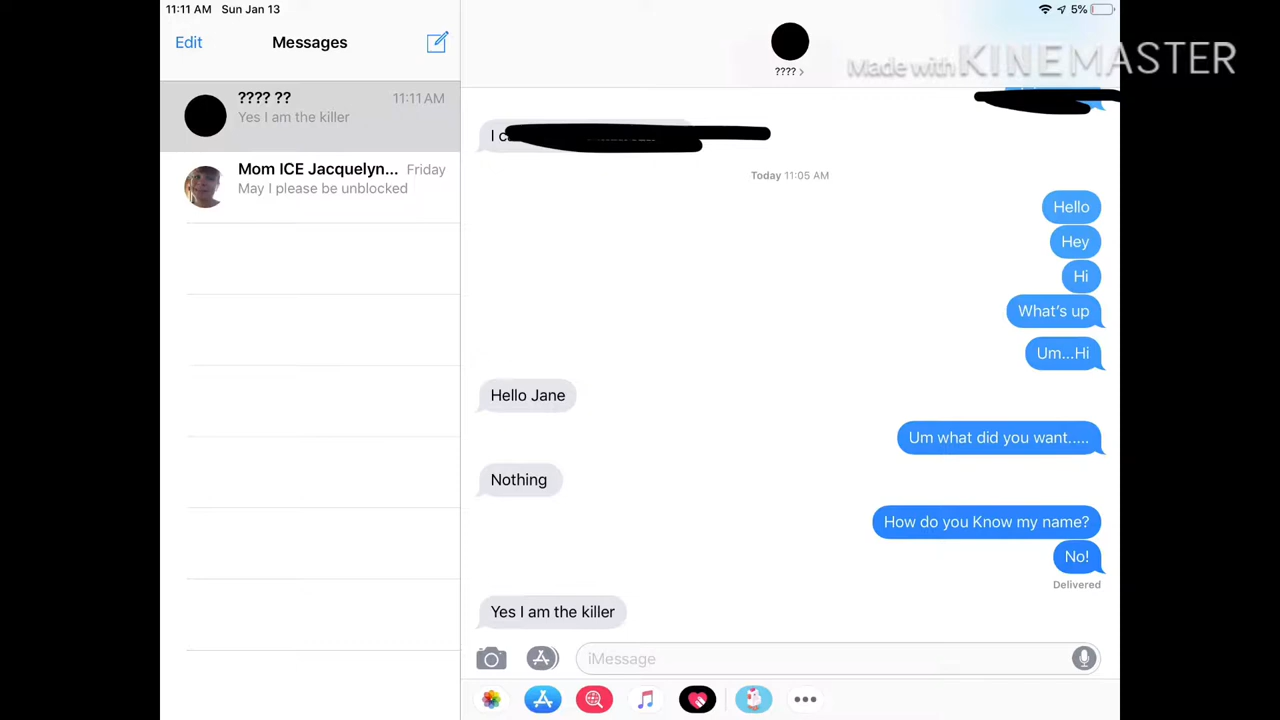 11:11 AM Sun Jan 13
5%
Edit
Messages
???? ??
11:11 AM
Yes I am the killer
Mom ICE Jacquelyn...
Friday
May I please be unblocked
???? >
Made with KINEMASTER
I c
Today 11:05 AM
Hello
Hey
Hi
What’s up
Um...Hi
Hello Jane
Um what did you want.....
Nothing
How do you Know my name?
No!
Delivered
Yes I am the killer
iMessage